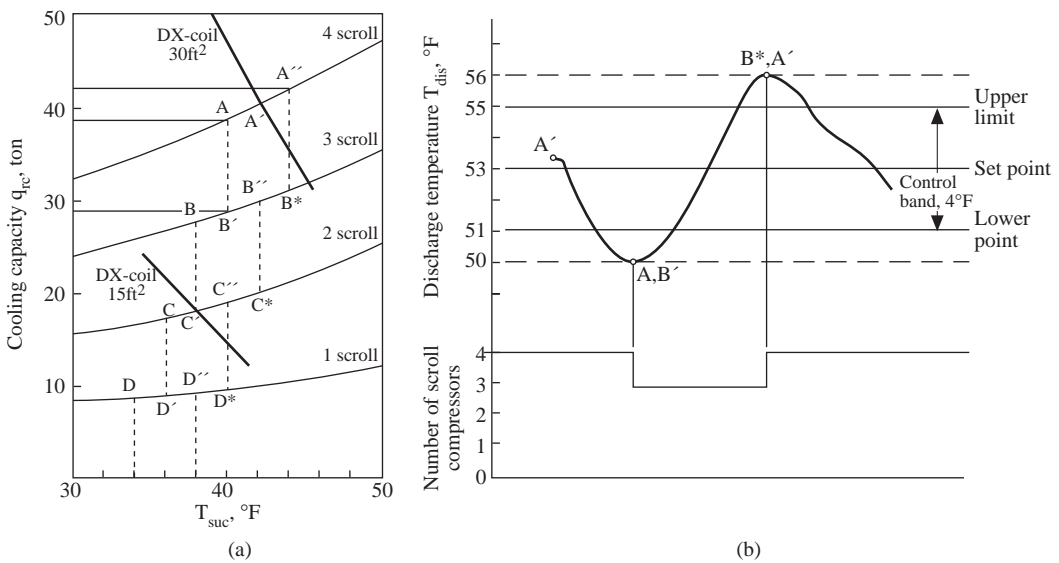 50
40
30
20
10
30
40
50
Cooling capacity q_rc, ton
T_suc, °F
DX-coil
30ft²
4 scroll
A´´
A
A´
3 scroll
B´´
B*
B
B´
2 scroll
DX-coil
15ft²
C´´
C
C´
C*
1 scroll
D
D´´
D´
D*
(a)
Discharge temperature T_dis, °F
56
55
53
51
50
B*,A´
A´
A,B´
Upper
limit
Set point
Control
band, 4°F
Lower
point
Number of scroll
compressors
4
3
2
1
0
(b)